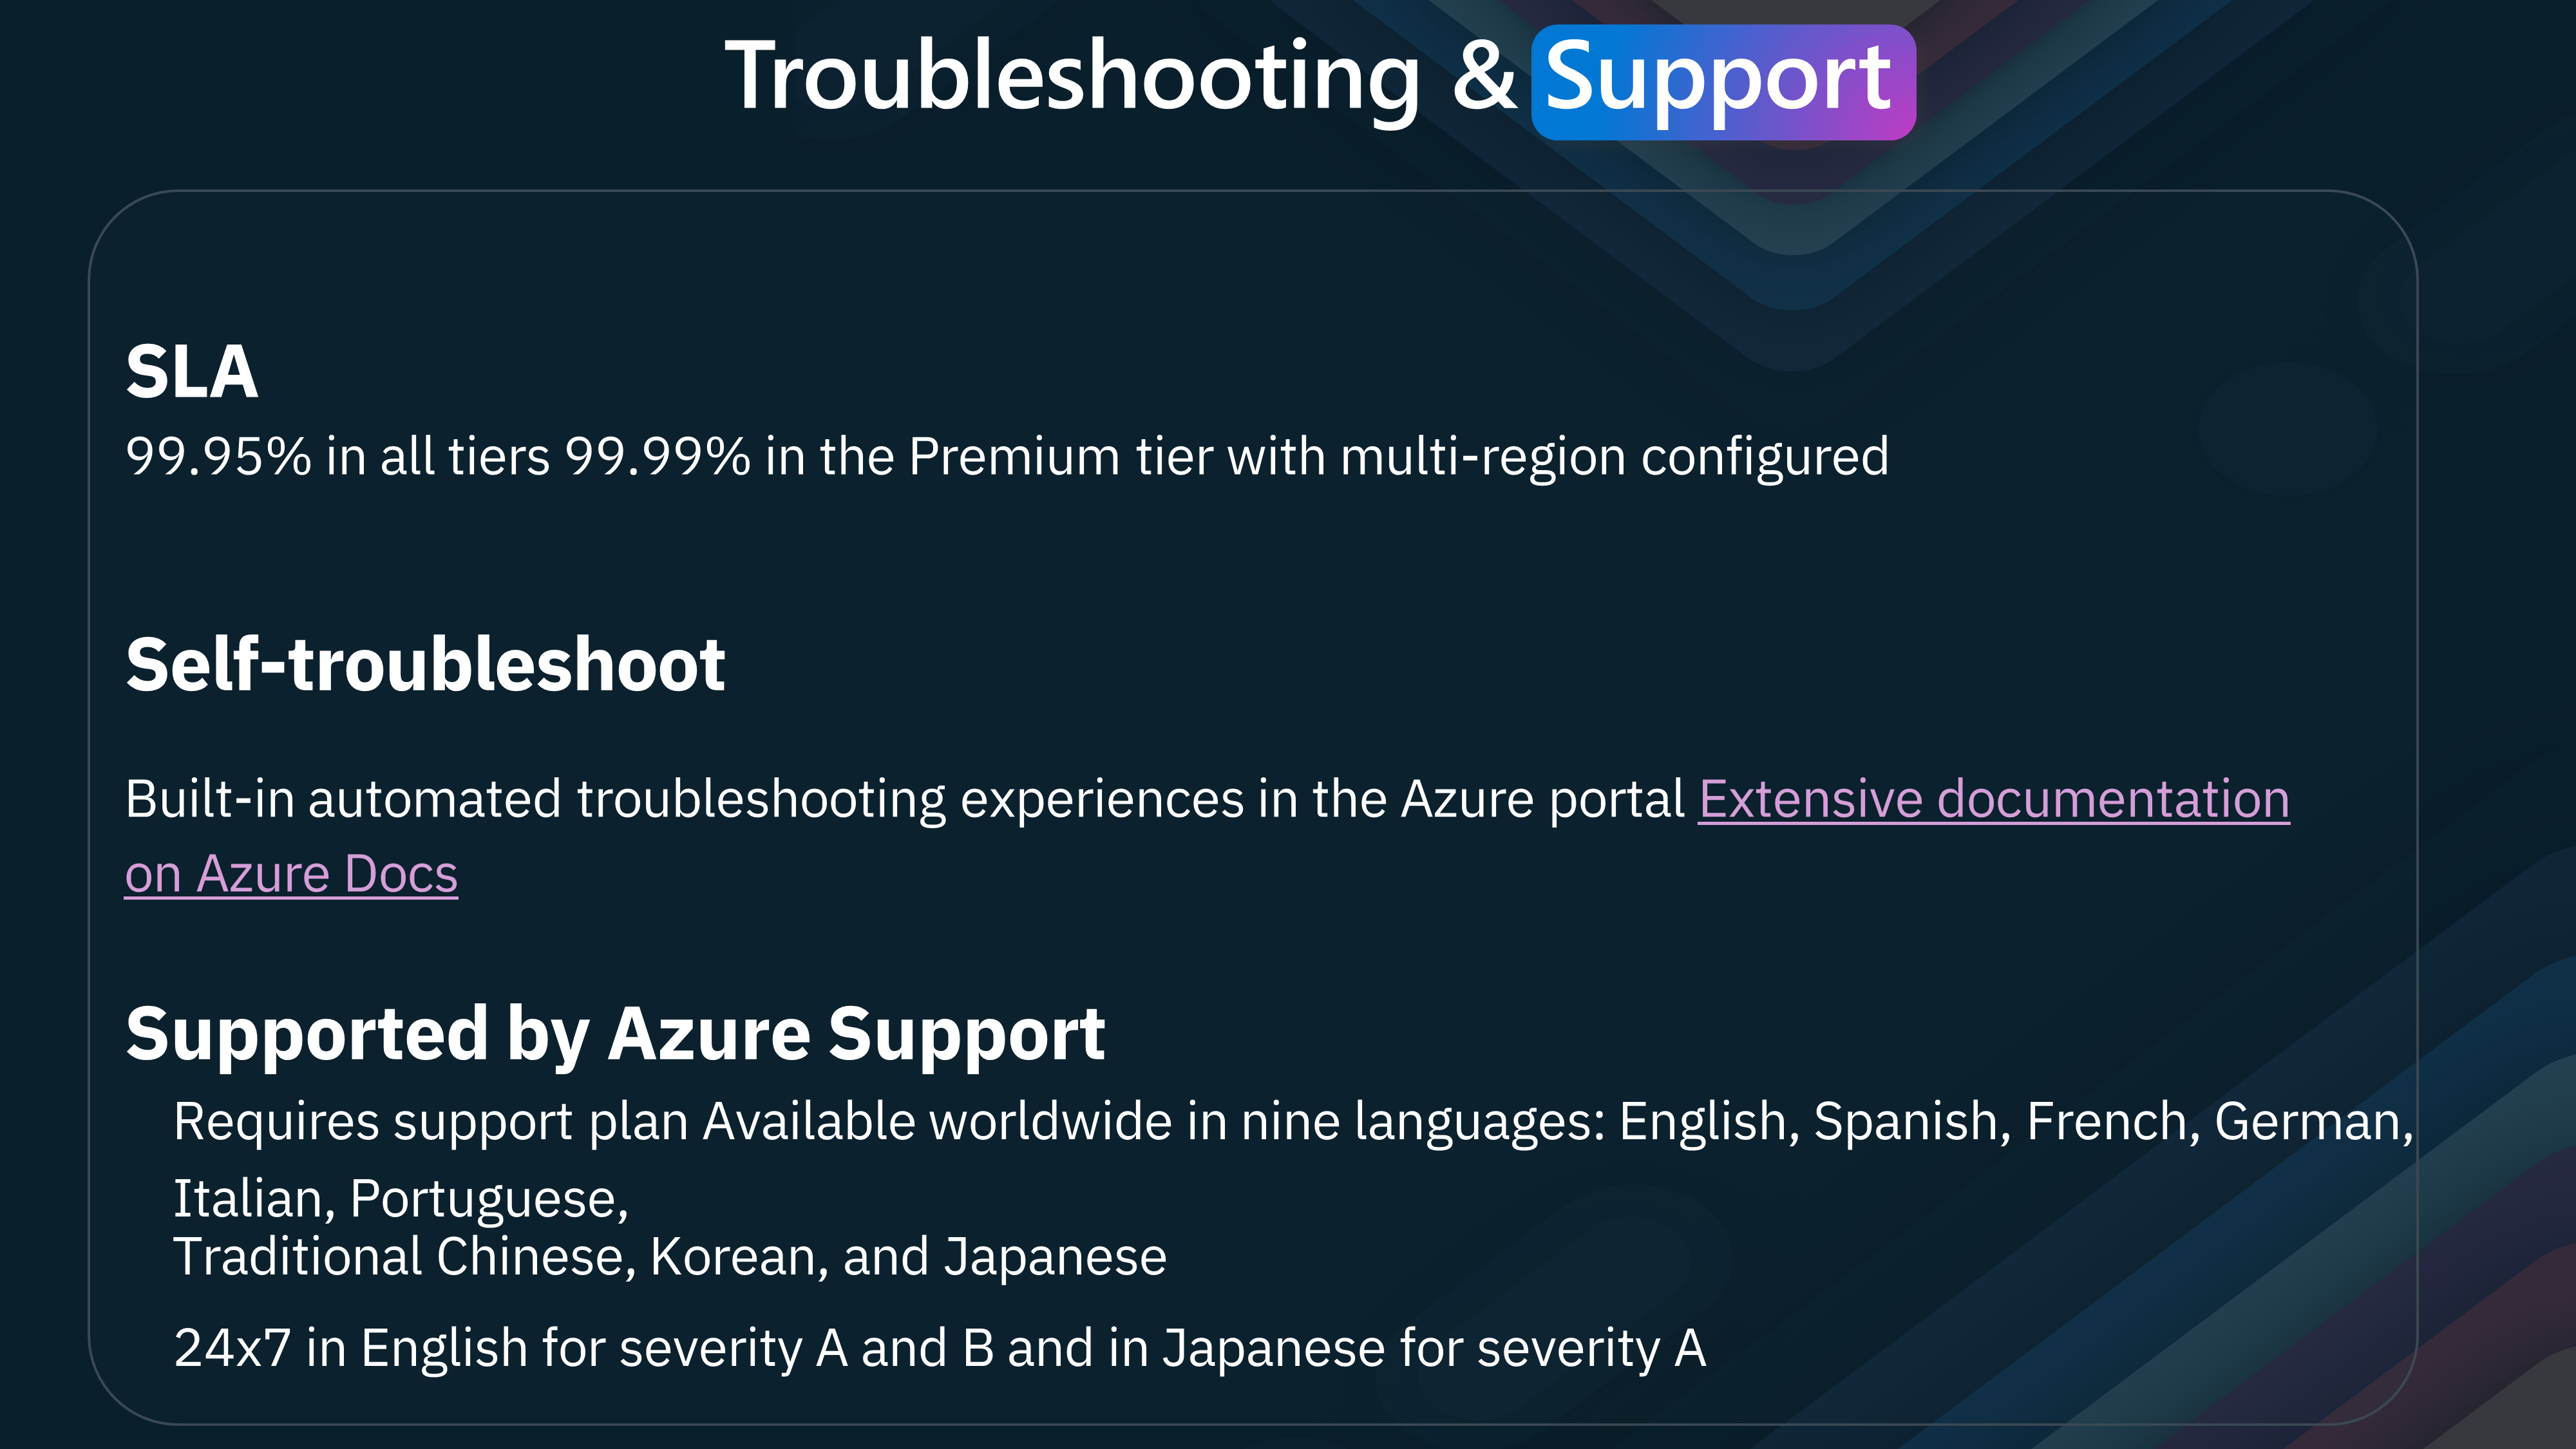 Troubleshooting & Support
SLA
99.95% in all tiers 99.99% in the Premium tier with multi-region configured
Self-troubleshoot
Built-in automated troubleshooting experiences in the Azure portal Extensive documentation
on Azure Docs
Supported by Azure Support
Requires support plan Available worldwide in nine languages: English, Spanish, French, German,
Italian, Portuguese,
Traditional Chinese, Korean, and Japanese
24x7 in English for severity A and B and in Japanese for severity A